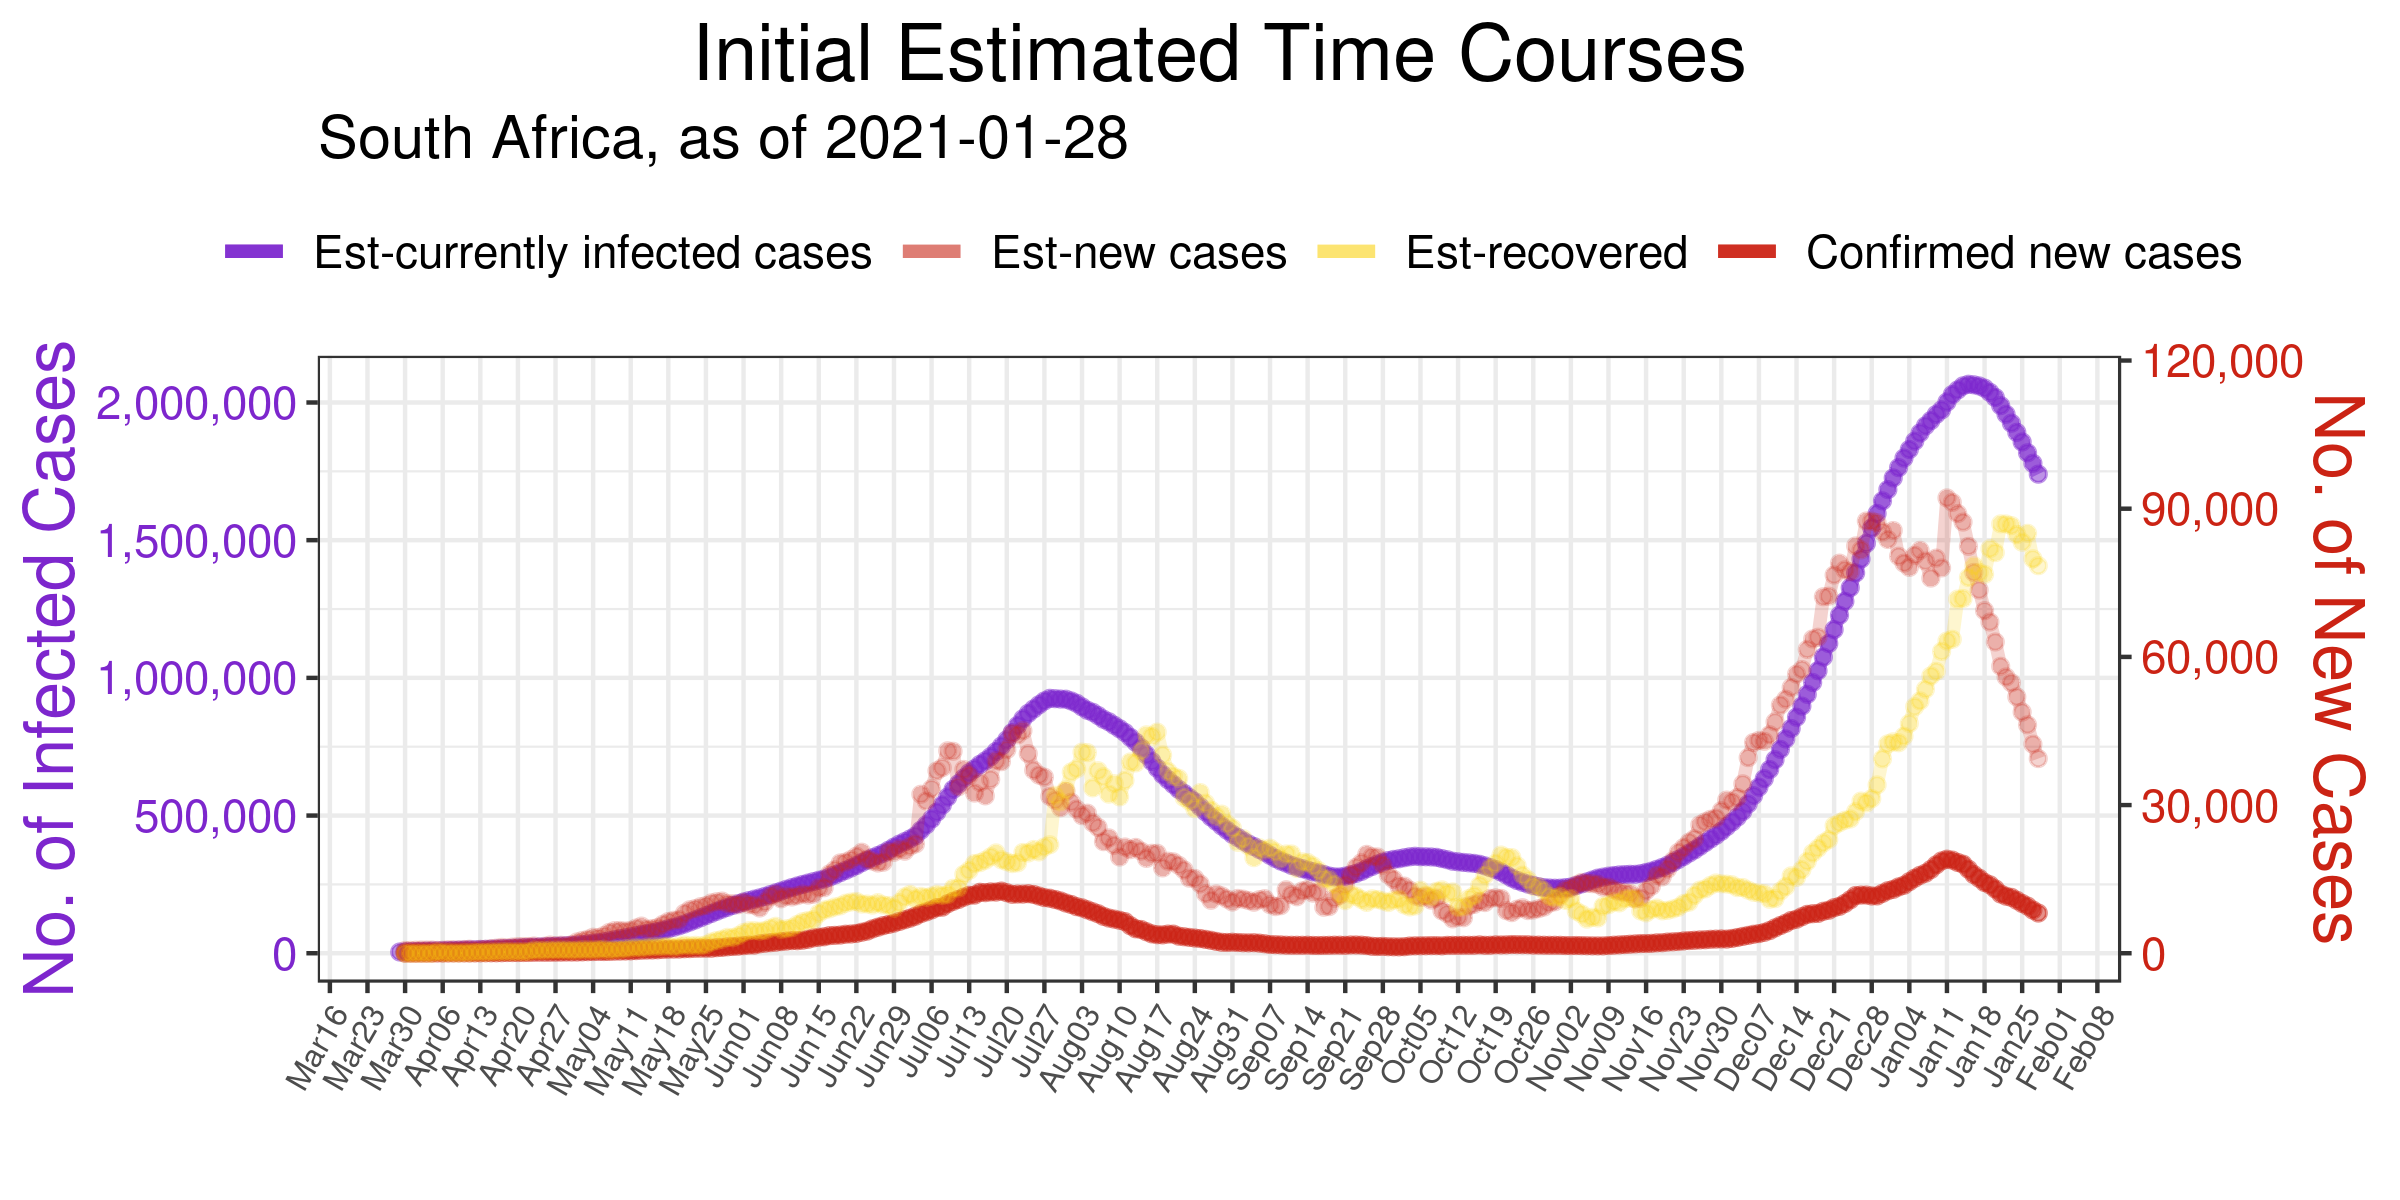 Initial Estimated Time Courses
South Africa, as of 2021-01-28
Est-currently infected cases Est-new cases Est-recovered Confirmed new cases
No. of Infected Cases
2,000,000
1,500,000
1,000,000
500,000
0
120,000
90,000
60,000
30,000
0
No. of New Cases
Mar16 Mar23 Mar30 Apr06 Apr13 Apr20 Apr27 May04 May11 May18 May25 Jun01 Jun08 Jun15 Jun22 Jun29 Jul06 Jul13 Jul20 Jul27 Aug03 Aug10 Aug17 Aug24 Aug31 Sep07 Sep14 Sep21 Sep28 Oct05 Oct12 Oct19 Oct26 Nov02 Nov09 Nov16 Nov23 Nov30 Dec07 Dec14 Dec21 Dec28 Jan04 Jan11 Jan18 Jan25 Feb01 Feb08